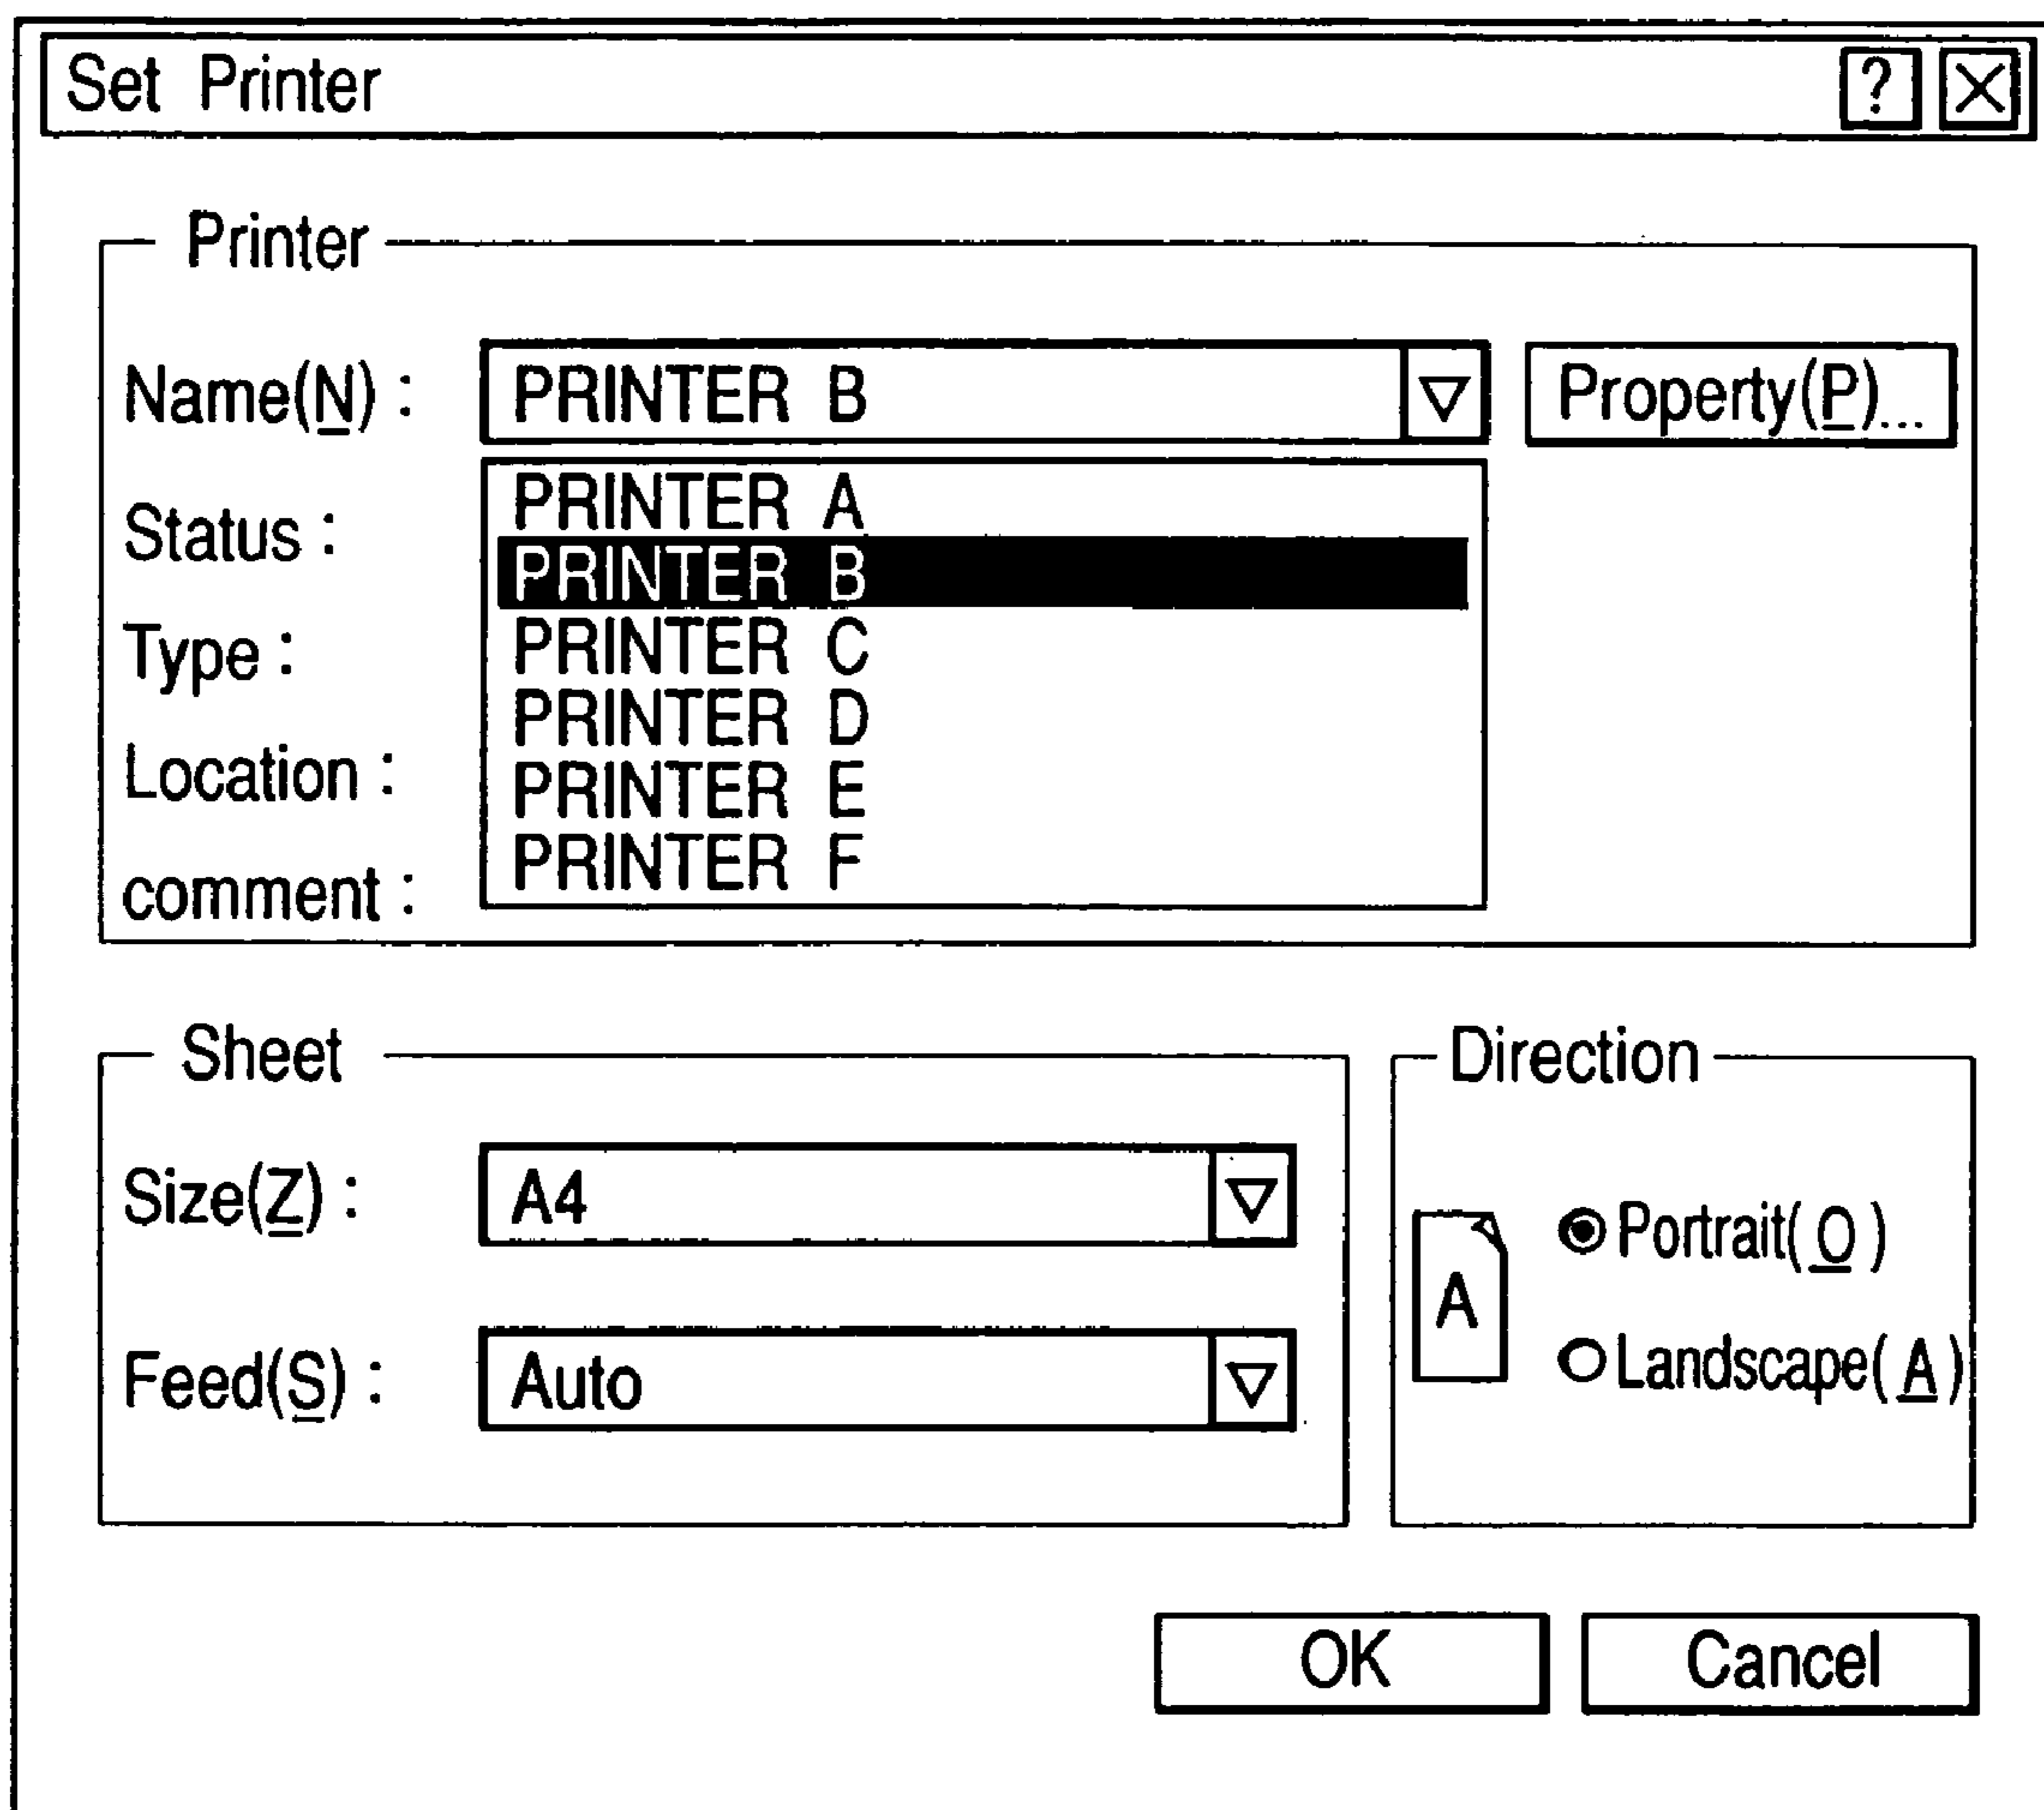 Set Printer ?
Printer
Name(N) : PRINTER B Property(P)...
PRINTER A
Status :
PRINTER B
Type : PRINTER C
PRINTER D
Location : PRINTER E
PRINTER F
comment :
Sheet
Size(Z) : A4
Feed(S) : Auto
Direction
A
Portrait( O )
Landscape( A )
OK Cancel